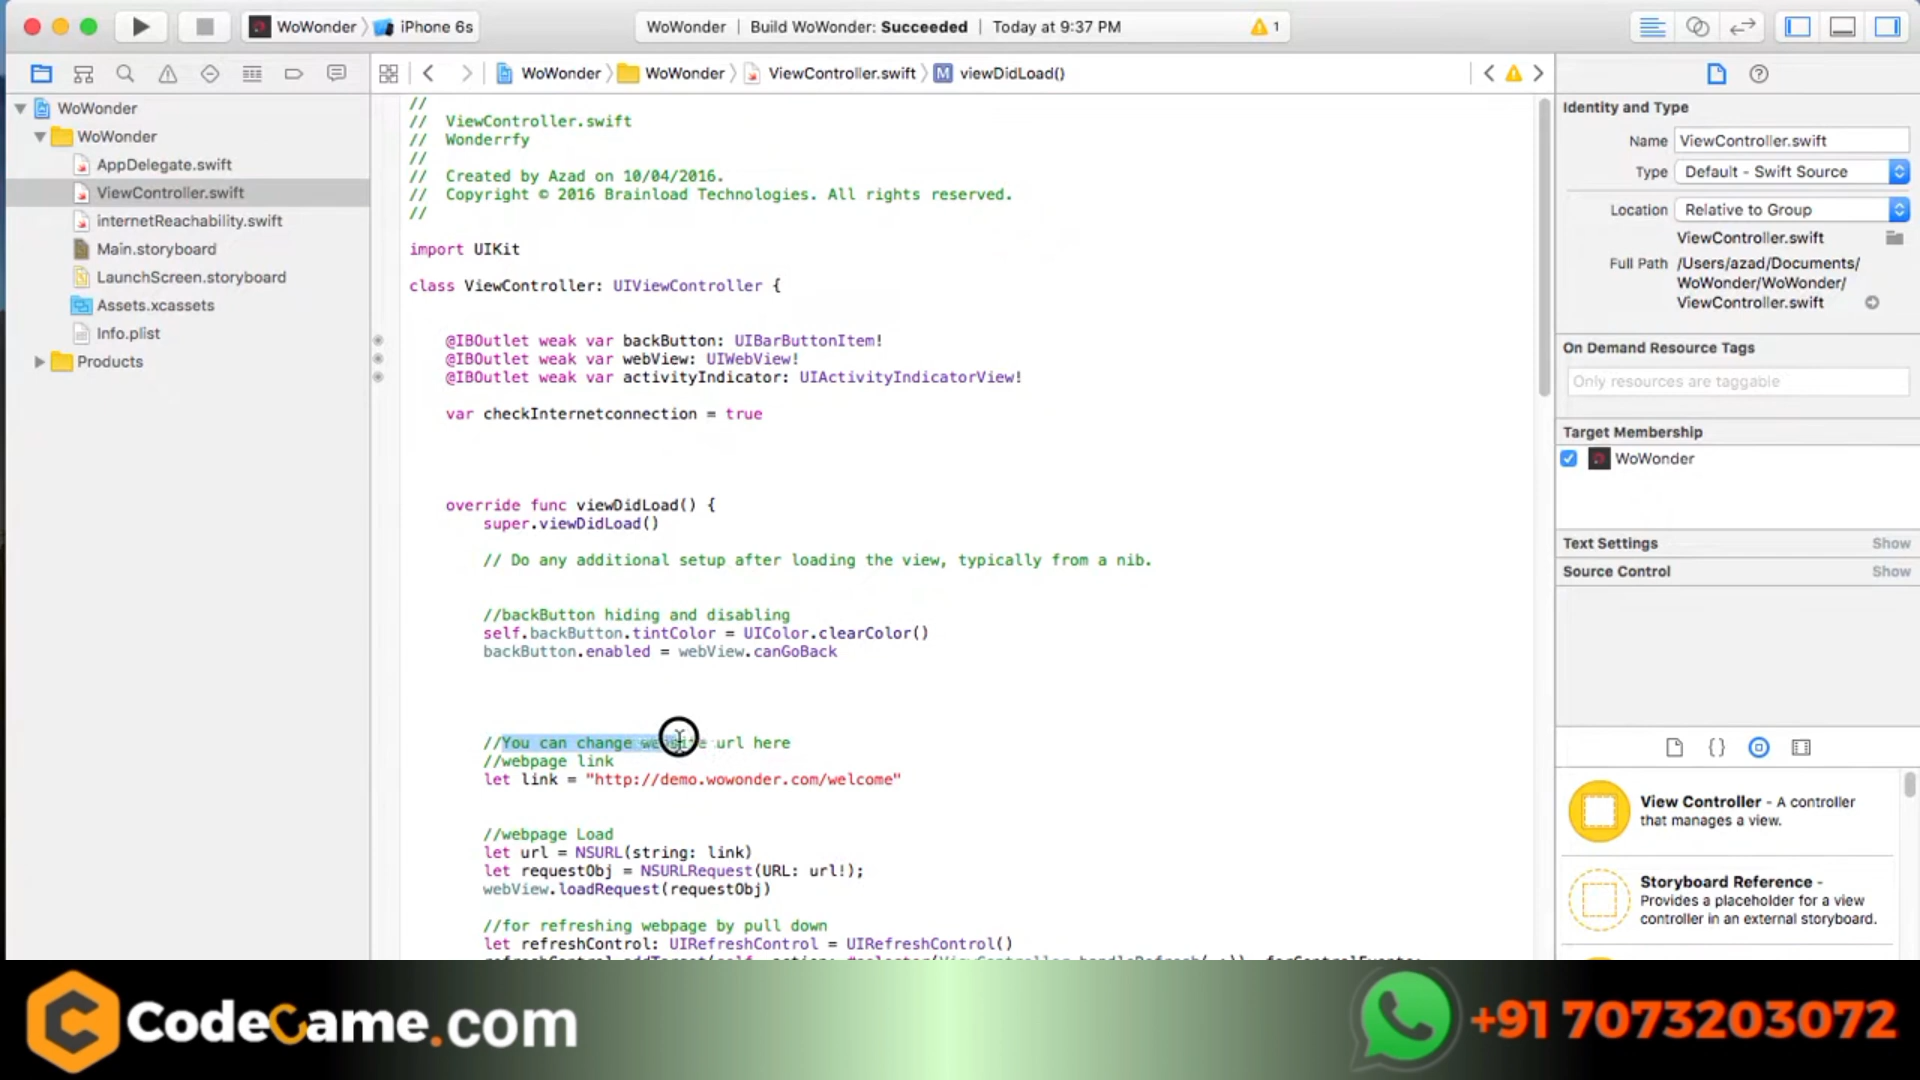 WoWonder
iPhone 6s
WoWonder
Build WoWonder: Succeeded
Today at 9:37 PM
1
WoWonder
WoWonder
ViewController.swift
M
viewDidLoad()
WoWonder
WoWonder
AppDelegate.swift
ViewController.swift
internetReachability.swift
Main.storyboard
LaunchScreen.storyboard
Assets.xcassets
Info.plist
Products
//
// ViewController.swift
// Wonderrfy
//
// Created by Azad on 10/04/2016.
// Copyright © 2016 Brainload Technologies. All rights reserved.
//
import UIKit
class ViewController: UIViewController {
@IBOutlet weak var backButton: UIBarButtonItem!
@IBOutlet weak var webView: UIWebView!
@IBOutlet weak var activityIndicator: UIActivityIndicatorView!
var checkInternetconnection = true
override func viewDidLoad() {
super.viewDidLoad()
// Do any additional setup after loading the view, typically from a nib.
//backButton hiding and disabling
self.backButton.tintColor = UIColor.clearColor()
backButton.enabled = webView.canGoBack
//You can change website url here
//webpage link
let link = "http://demo.wowonder.com/welcome"
//webpage Load
let url = NSURL(string: link)
let requestObj = NSURLRequest(URL: url!);
webView.loadRequest(requestObj)
//for refreshing webpage by pull down
let refreshControl: UIRefreshControl = UIRefreshControl()
Identity and Type
Name ViewController.swift
Type Default - Swift Source
Location Relative to Group
ViewController.swift
Full Path /Users/azad/Documents/
WoWonder/WoWonder/
ViewController.swift
On Demand Resource Tags
Only resources are taggable
Target Membership
WoWonder
Text Settings Show
Source Control Show
{ }
View Controller - A controller
that manages a view.
Storyboard Reference -
Provides a placeholder for a view
controller in an external storyboard.
CodeCame.com
+91 7073203072